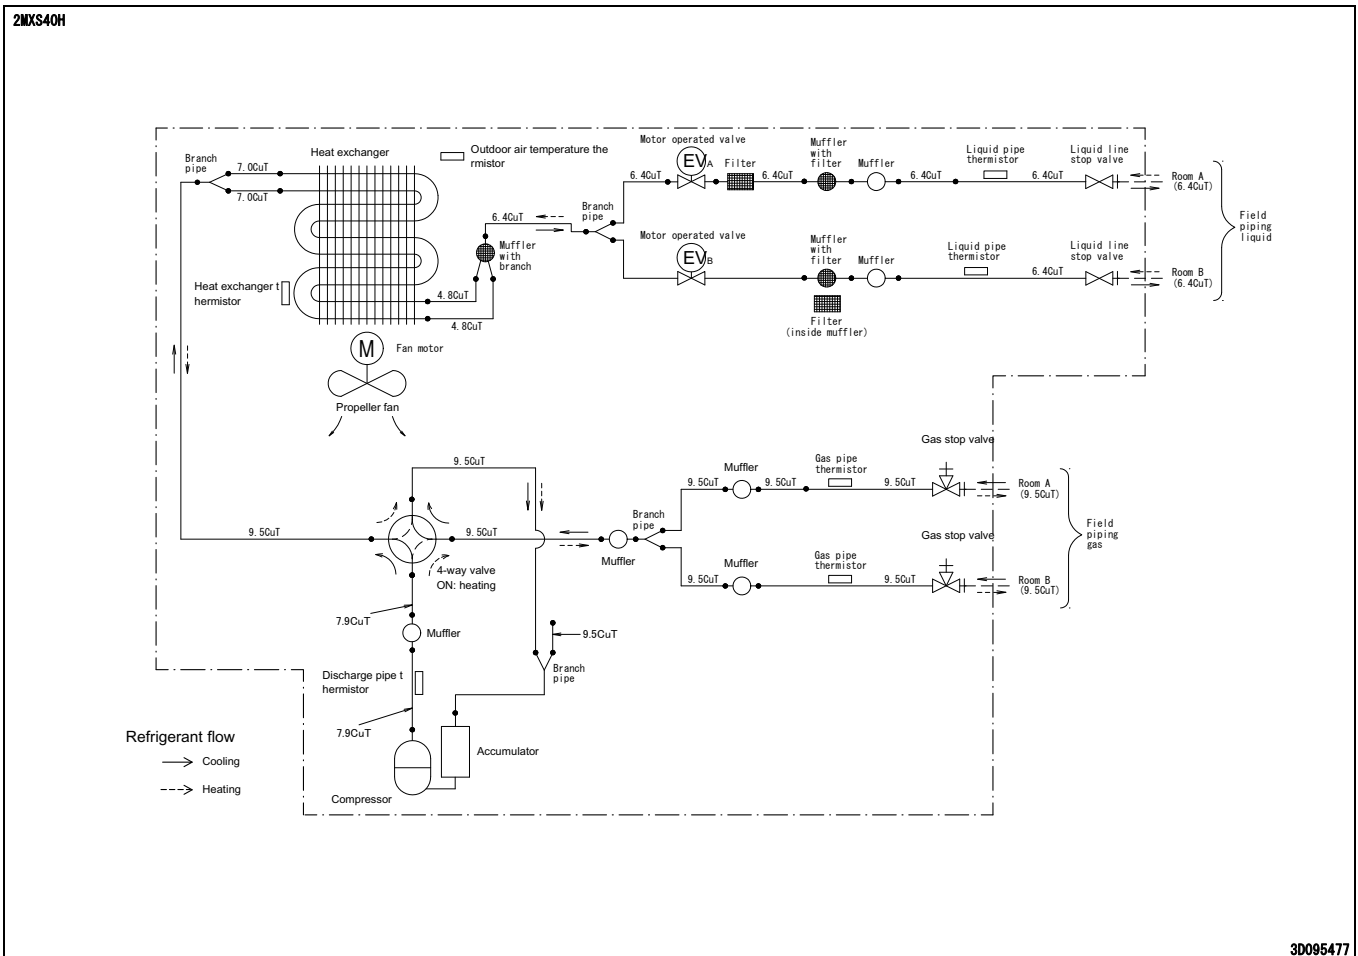 2MXS40H
Heat exchanger
Outdoor air temperature the
rmistor
Branch
pipe
7.0CuT
7.0CuT
Heat exchanger t
hermistor
4.8CuT
4.8CuT
6.4CuT
Muffler
with
branch
Branch
pipe
Motor operated valve
EVA
6.4CuT
Filter
6.4CuT
Muffler
with
filter
Muffler
6.4CuT
Liquid pipe
thermistor
6.4CuT
Liquid line
stop valve
Room A
(6.4CuT)
Motor operated valve
EVB
Muffler
with
filter
Muffler
Liquid pipe
thermistor
6.4CuT
Liquid line
stop valve
Room B
(6.4CuT)
Field
piping
liquid
Filter
(inside muffler)
M
Fan motor
Propeller fan
9.5CuT
9.5CuT
9.5CuT
4-way valve
ON: heating
Muffler
Branch
pipe
9.5CuT
Muffler
9.5CuT
Gas pipe
thermistor
9.5CuT
Gas stop valve
Room A
(9.5CuT)
9.5CuT
Muffler
Gas pipe
thermistor
9.5CuT
Gas stop valve
Room B
(9.5CuT)
Field
piping
gas
7.9CuT
Muffler
9.5CuT
Branch
pipe
Discharge pipe t
hermistor
7.9CuT
Accumulator
Compressor
Refrigerant flow
Cooling
Heating
3D095477